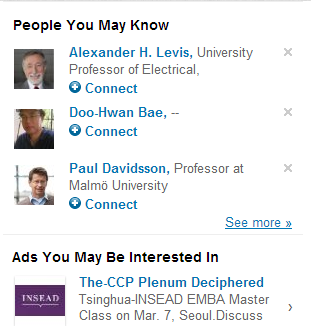 People You May Know
Alexander H. Levis, University
Professor of Electrical,
Connect
Doo-Hwan Bae, --
Connect
Paul Davidsson, Professor at
Malmö University
Connect
See more »
Ads You May Be Interested In
INSEAD
The-CCP Plenum Deciphered
Tsinghua-INSEAD EMBA Master
Class on Mar. 7, Seoul.Discuss